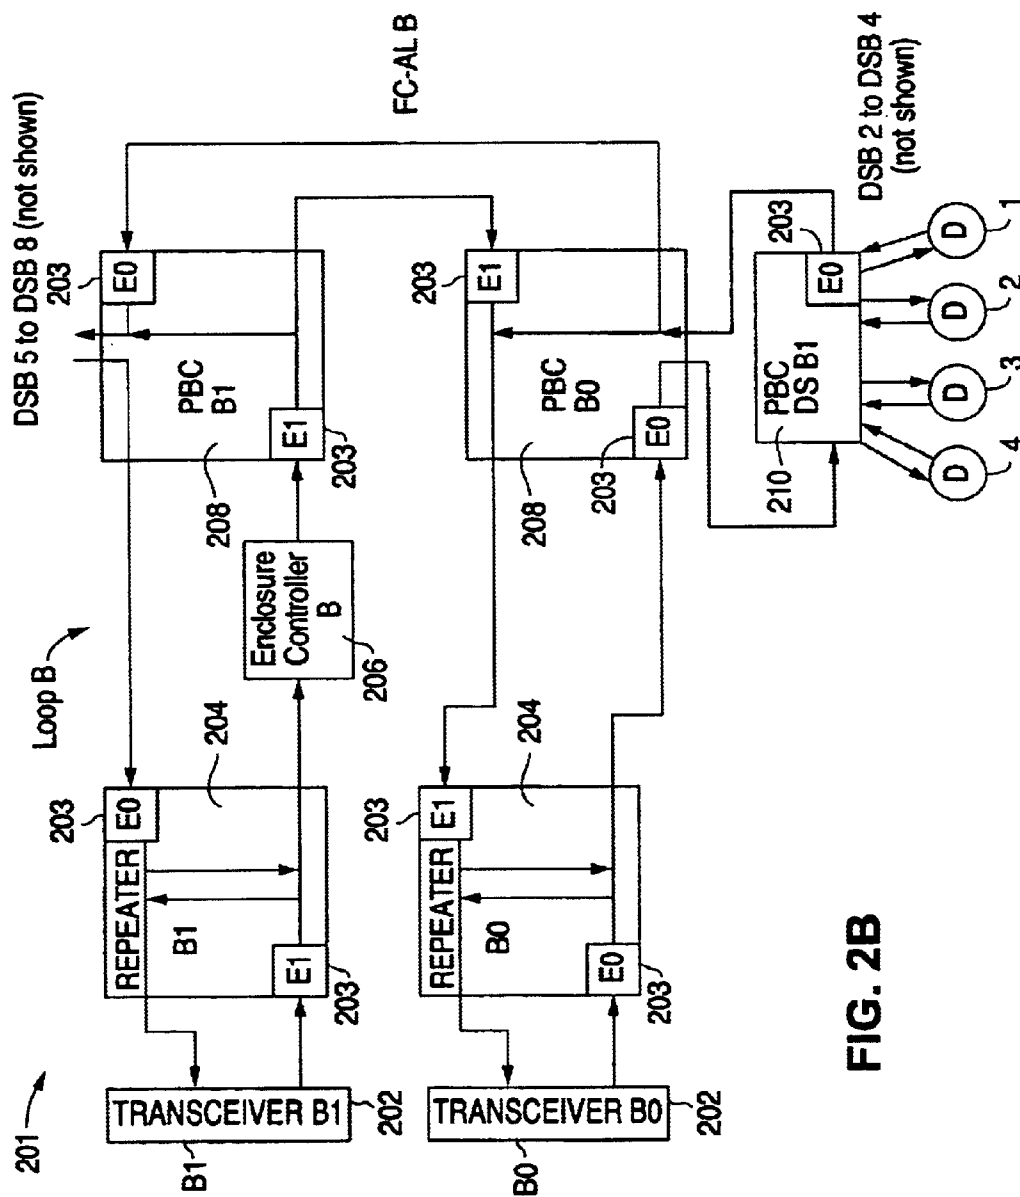 201
Loop B
DSB 5 to DSB 8 (not shown)
FC-AL B
B1
TRANSCEIVER B1
202
203
E0
REPEATER
B1
E1
203
204
Enclosure
Controller
B
206
208
PBC
B1
203
E0
E1
203
B0
TRANSCEIVER B0
202
203
E1
REPEATER
B0
E0
203
204
208
PBC
B0
203
E1
203
E0
210
PBC
DS B1
203
E0
DSB 2 to DSB 4
(not shown)
D
4
D
3
D
2
D
1
FIG. 2B